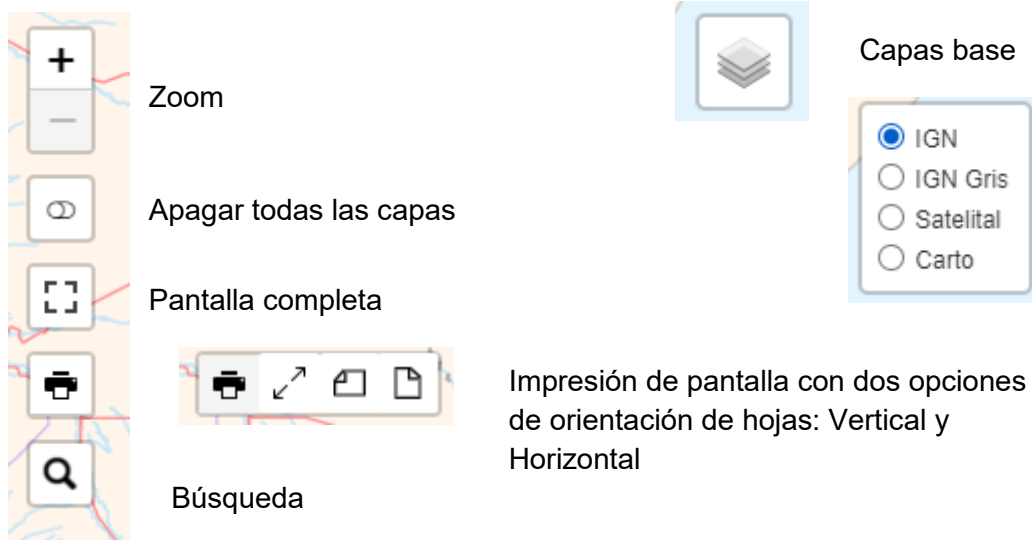 Zoom
Apagar todas las capas
Pantalla completa
Impresión de pantalla con dos opciones
de orientación de hojas: Vertical y
Horizontal
Búsqueda
Capas base
IGN
IGN Gris
Satelital
Carto